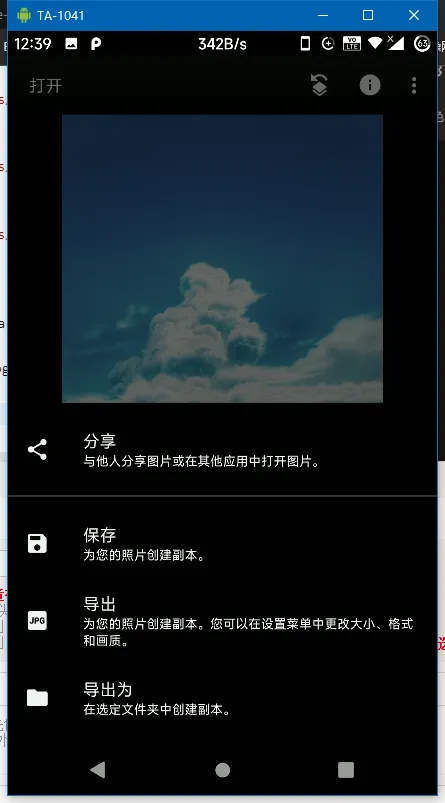 TA-1041
12:39
342B/s
VO LTE
63
打开
分享
与他人分享图片或在其他应用中打开图片。
保存
为您的照片创建副本。
JPG
导出
为您的照片创建副本。您可以在设置菜单中更改大小、格式
和画质。
导出为
在选定文件夹中创建副本。